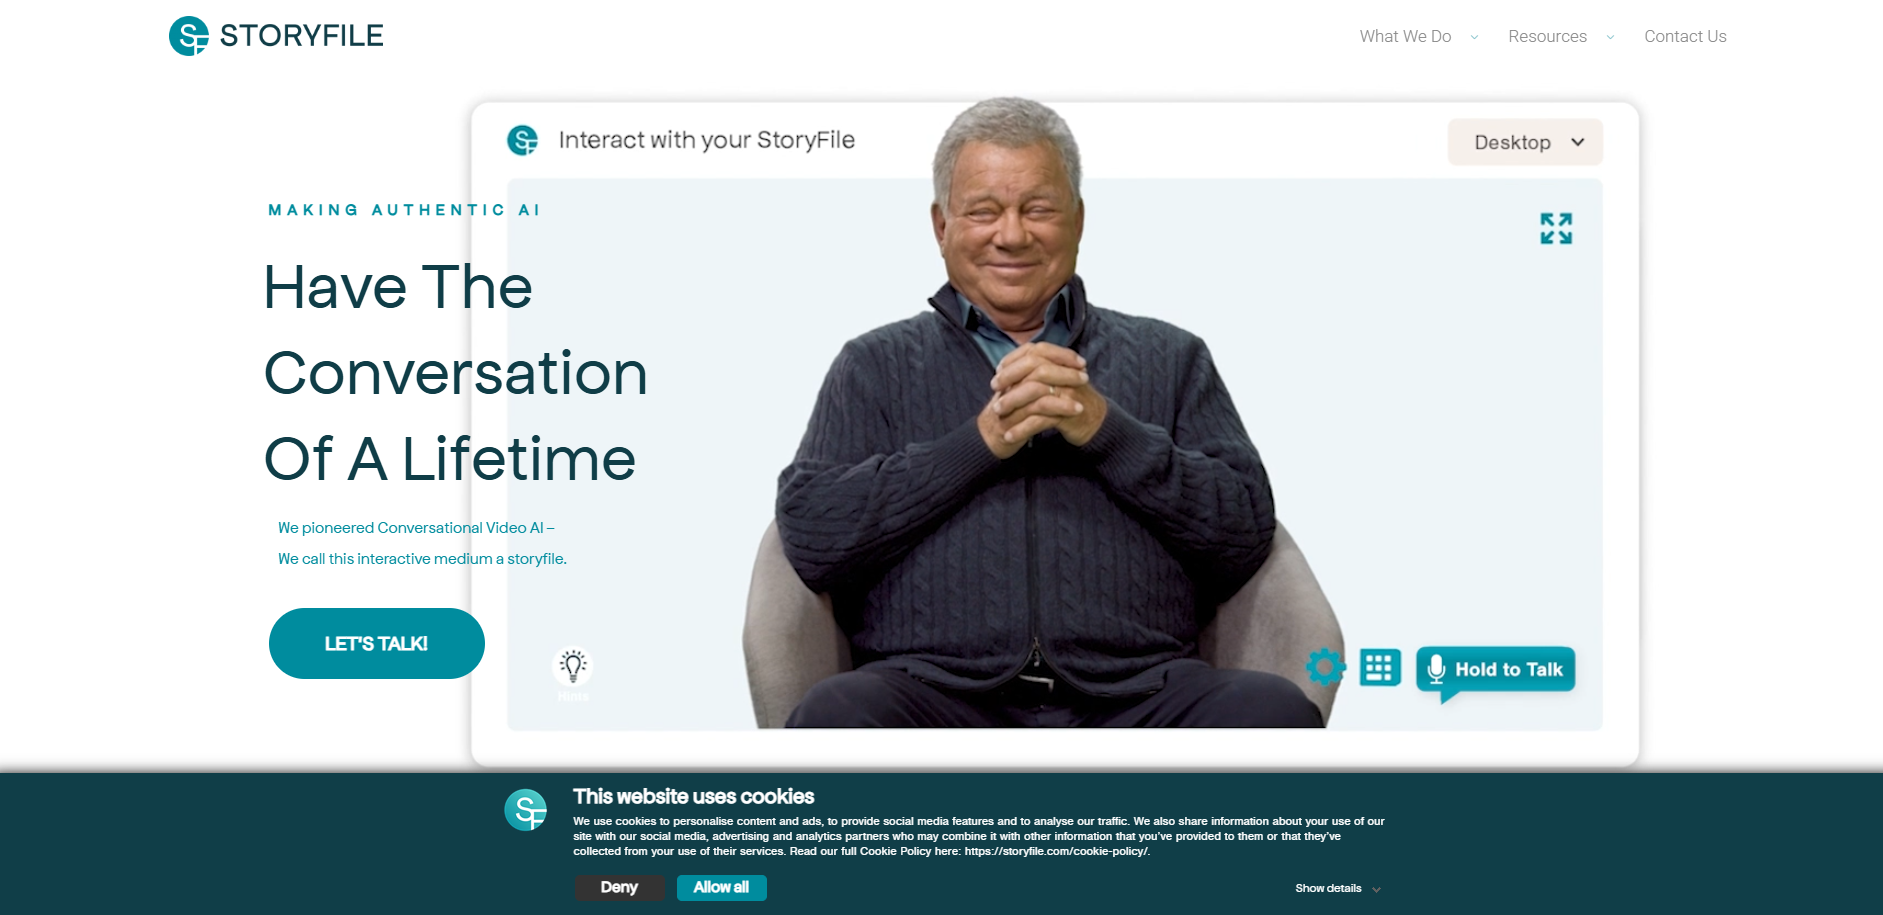 STORYFILE
What We Do
Resources
Contact Us
Interact with your StoryFile
Desktop
MAKING AUTHENTIC AI
Have The
Conversation
Of A Lifetime
We pioneered Conversational Video AI –
We call this interactive medium a storyfile.
LET'S TALK!
Hints
Hold to Talk
This website uses cookies
We use cookies to personalise content and ads, to provide social media features and to analyse our traffic. We also share information about your use of our
site with our social media, advertising and analytics partners who may combine it with other information that you've provided to them or that they've
collected from your use of their services. Read our full Cookie Policy here: https://storyfile.com/cookie-policy/.
Deny
Allow all
Show details